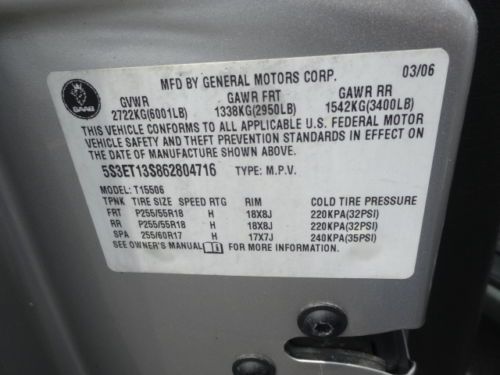 SAAB
MFD BY GENERAL MOTORS CORP. 03/06
GVWR GAWR FRT GAWR RR
2722KG(6001LB) 1338KG(2950LB) 1542KG(3400LB)
THIS VEHICLE CONFORMS TO ALL APPLICABLE U.S. FEDERAL MOTOR
VEHICLE SAFETY AND THEFT PREVENTION STANDARDS IN EFFECT ON
THE DATE OF MANUFACTURE SHOWN ABOVE.
5S3ET13S862804716 TYPE: M.P.V.
MODEL: T15506
TPNK TIRE SIZE SPEED RTG RIM COLD TIRE PRESSURE
FRT P255/55R18 H 18X8J 220KPA(32PSI)
RR P255/55R18 H 18X8J 220KPA(32PSI)
SPA 255/60R17 H 17X7J 240KPA(35PSI)
SEE OWNER'S MANUAL FOR MORE INFORMATION.